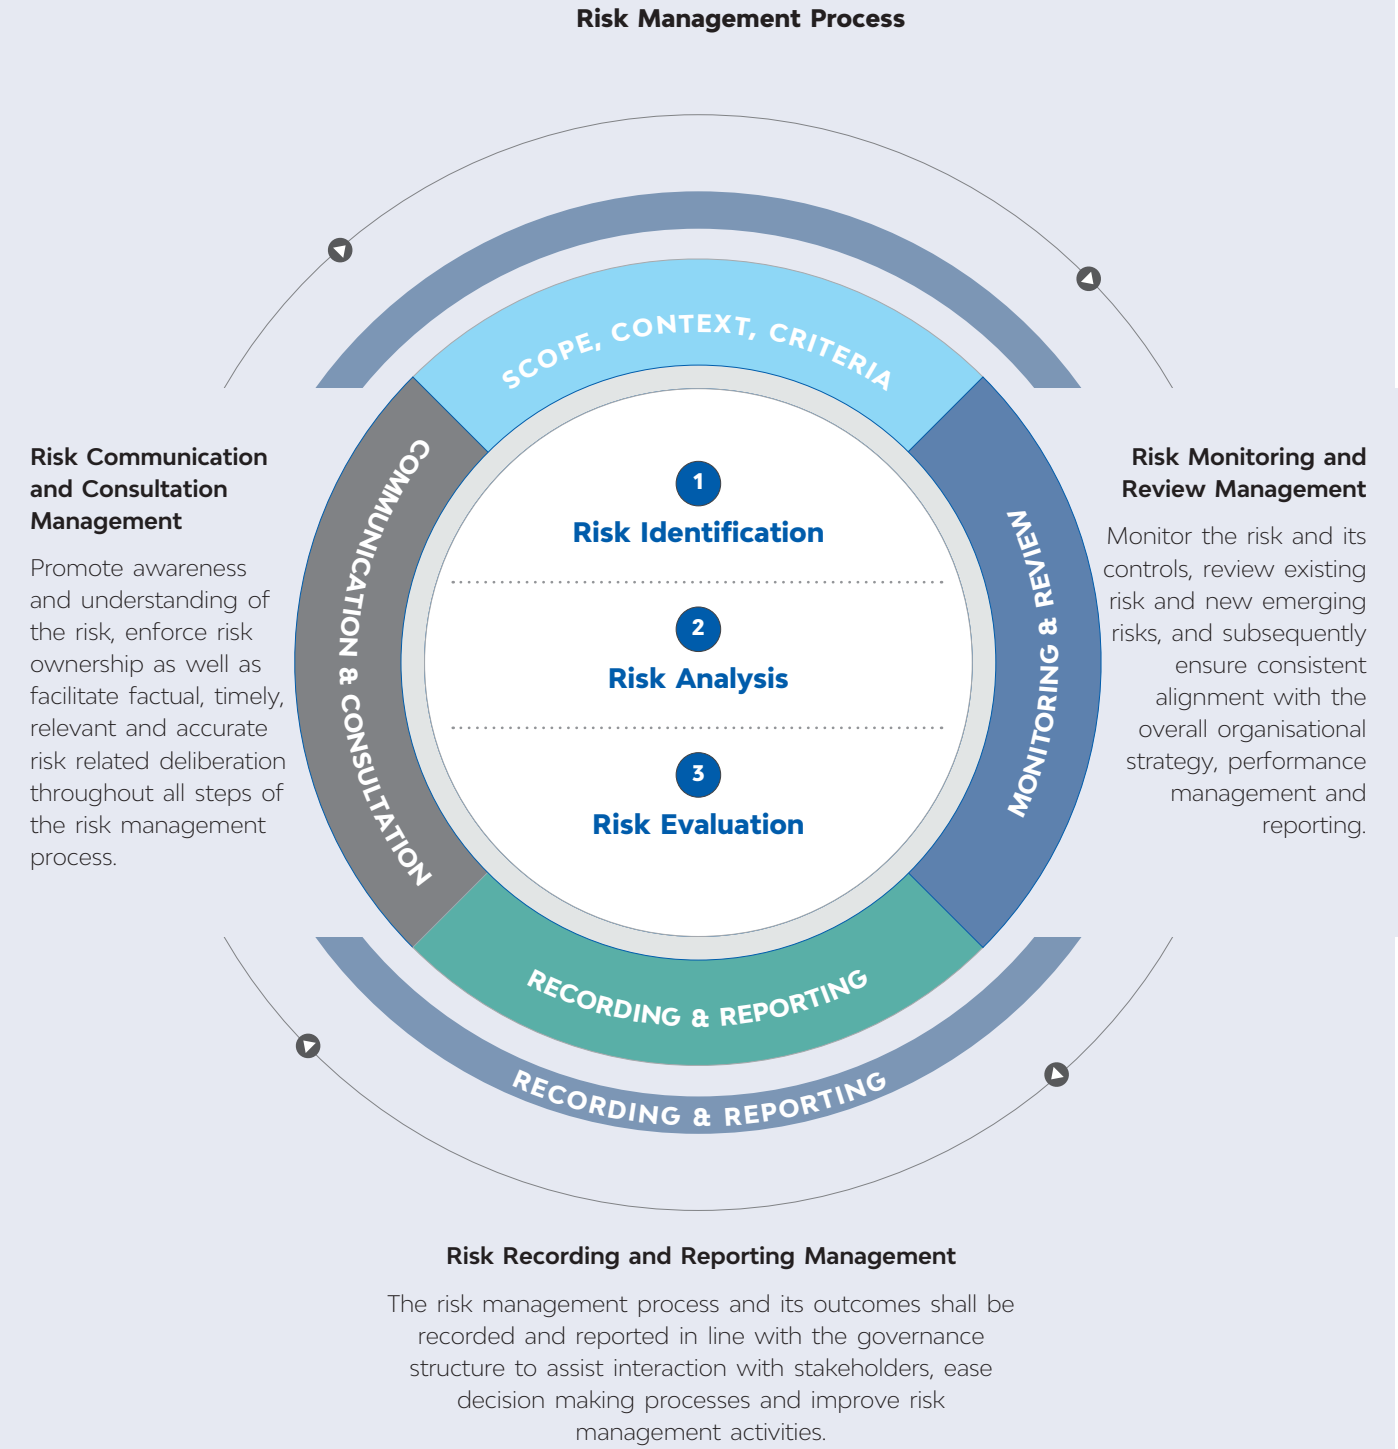 Risk Management Process
SCOPE, CONTEXT, CRITERIA
COMMUNICATION & CONSULTATION
MONITORING & REVIEW
1
Risk Identification
2
Risk Analysis
3
Risk Evaluation
RECORDING & REPORTING
RECORDING & REPORTING
Risk Communication
and Consultation
Management
Promote awareness
and understanding of
the risk, enforce risk
ownership as well as
facilitate factual, timely,
relevant and accurate
risk related deliberation
throughout all steps of
the risk management
process.
Risk Monitoring and
Review Management
Monitor the risk and its
controls, review existing
risk and new emerging
risks, and subsequently
ensure consistent
alignment with the
overall organisational
strategy, performance
management and
reporting.
Risk Recording and Reporting Management
The risk management process and its outcomes shall be
recorded and reported in line with the governance
structure to assist interaction with stakeholders, ease
decision making processes and improve risk
management activities.